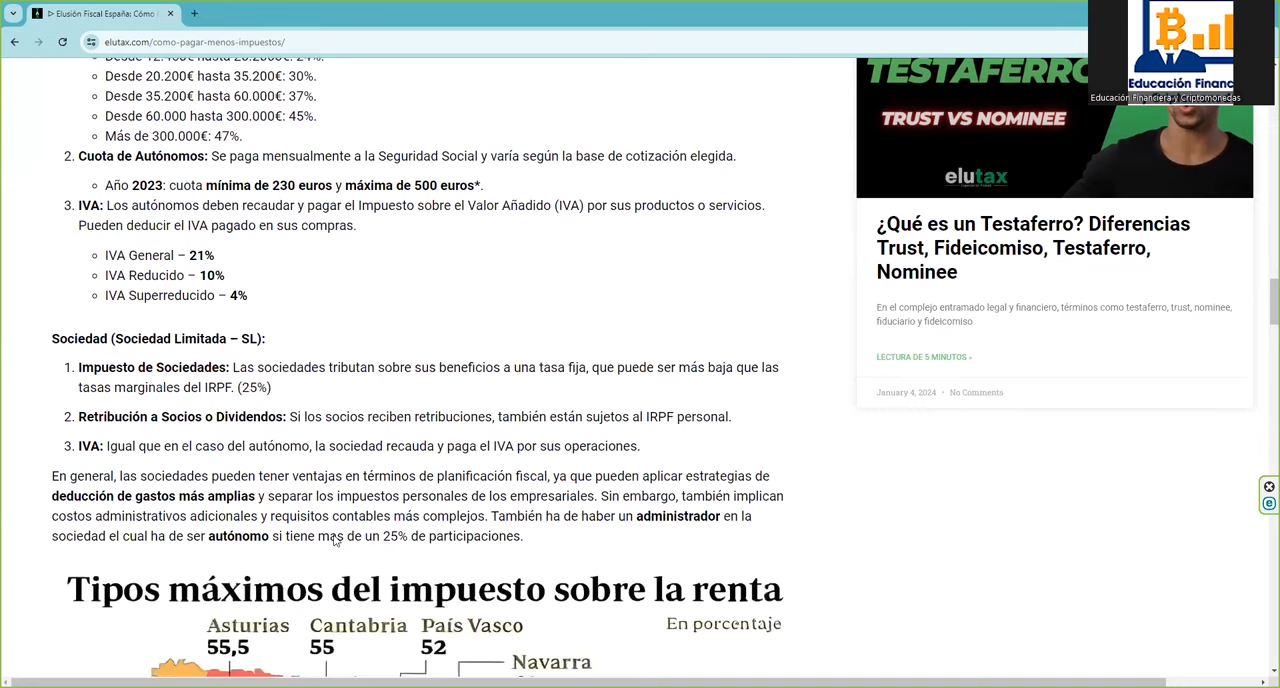 ▷ Elusión Fiscal España: Cómo
elutax.com/como-pagar-menos-impuestos/
Educación Financ
Educación Financiera y Criptomonedas
Desde 12.400€ hasta 20.200€: 24%.
Desde 20.200€ hasta 35.200€: 30%.
Desde 35.200€ hasta 60.000€: 37%.
Desde 60.000 hasta 300.000€: 45%.
Más de 300.000€: 47%.
2. Cuota de Autónomos: Se paga mensualmente a la Seguridad Social y varía según la base de cotización elegida.
Año 2023: cuota mínima de 230 euros y máxima de 500 euros*.
3. IVA: Los autónomos deben recaudar y pagar el Impuesto sobre el Valor Añadido (IVA) por sus productos o servicios.
Pueden deducir el IVA pagado en sus compras.
IVA General – 21%
IVA Reducido – 10%
IVA Superreducido – 4%
Sociedad (Sociedad Limitada – SL):
1. Impuesto de Sociedades: Las sociedades tributan sobre sus beneficios a una tasa fija, que puede ser más baja que las
tasas marginales del IRPF. (25%)
2. Retribución a Socios o Dividendos: Si los socios reciben retribuciones, también están sujetos al IRPF personal.
3. IVA: Igual que en el caso del autónomo, la sociedad recauda y paga el IVA por sus operaciones.
En general, las sociedades pueden tener ventajas en términos de planificación fiscal, ya que pueden aplicar estrategias de
deducción de gastos más amplias y separar los impuestos personales de los empresariales. Sin embargo, también implican
costos administrativos adicionales y requisitos contables más complejos. También ha de haber un administrador en la
sociedad el cual ha de ser autónomo si tiene mas de un 25% de participaciones.
Tipos máximos del impuesto sobre la renta
En porcentaje
Asturias Cantabria País Vasco
55,5 55 52
Navarra
TESTAFERRO
TRUST VS NOMINEE
elutax
¿Qué es un Testaferro? Diferencias
Trust, Fideicomiso, Testaferro,
Nominee
En el complejo entramado legal y financiero, términos como testaferro, trust, nominee,
fiduciario y fideicomiso
LECTURA DE 5 MINUTOS »
January 4, 2024 • No Comments